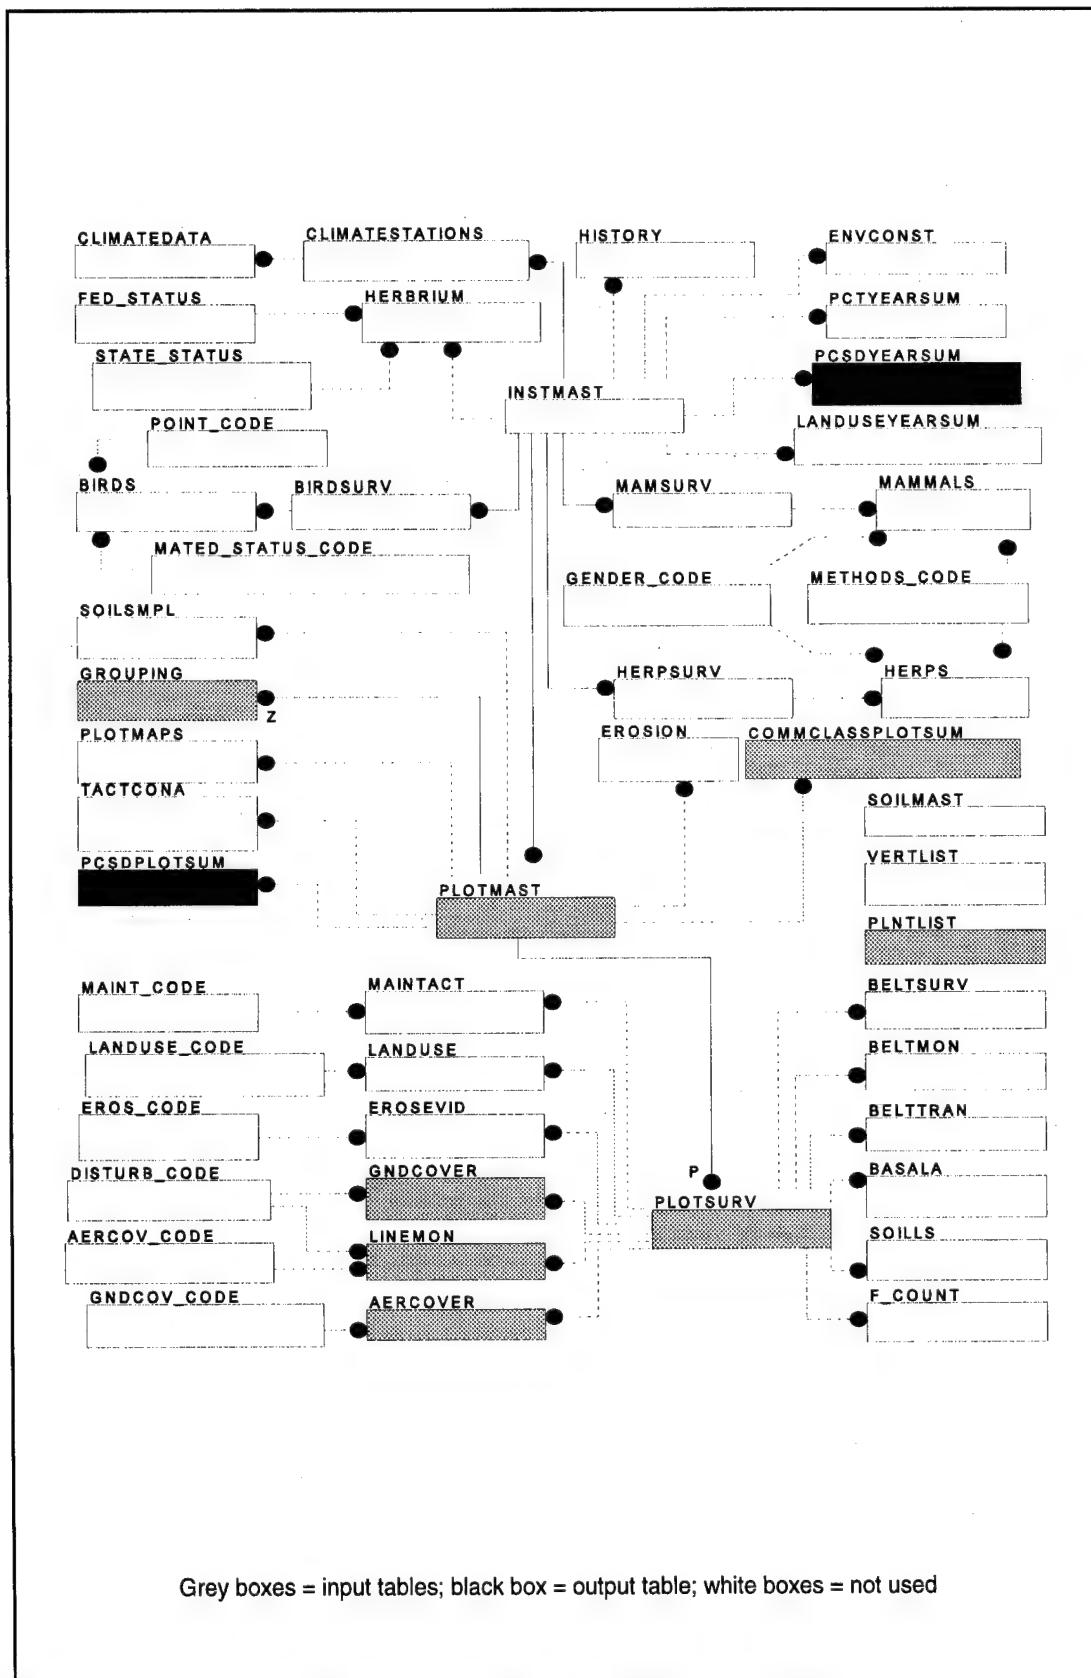 CLIMATEDATA
CLIMATESTATIONS
HISTORY
ENVCONST
FED_STATUS
HERBRIUM
PCTYEARSUM
STATE_STATUS
PCSDYEARSUM
INSTMAST
POINT_CODE
LANDUSEYEARSUM
BIRDS
BIRDSURV
MAMSURV
MAMMALS
MATED_STATUS_CODE
GENDER_CODE
METHODS_CODE
SOILSMPL
GROUPING
Z
HERPSURV
HERPS
PLOTMAPS
EROSION
COMMCLASSPLOTSUM
TACTCONA
SOILMAST
PCSDPLOTSUM
VERTLIST
PLOTMAST
PLNTLIST
MAINT_CODE
MAINTACT
BELTSURV
LANDUSE_CODE
LANDUSE
BELTMON
EROS_CODE
EROSEVID
BELTTRAN
DISTURB_CODE
GNDCOVER
P
BASALA
PLOTSURV
AERCOV_CODE
LINEMON
SOILLS
GNDCOV_CODE
AERCOVER
F_COUNT
Grey boxes = input tables; black box = output table; white boxes = not used